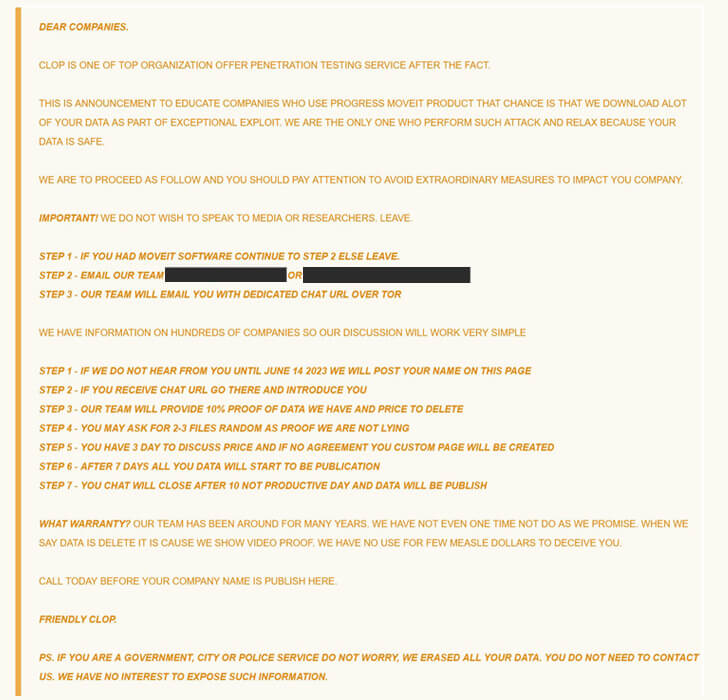 DEAR COMPANIES.
CLOP IS ONE OF TOP ORGANIZATION OFFER PENETRATION TESTING SERVICE AFTER THE FACT.
THIS IS ANNOUNCEMENT TO EDUCATE COMPANIES WHO USE PROGRESS MOVEIT PRODUCT THAT CHANCE IS THAT WE DOWNLOAD ALOT
OF YOUR DATA AS PART OF EXCEPTIONAL EXPLOIT. WE ARE THE ONLY ONE WHO PERFORM SUCH ATTACK AND RELAX BECAUSE YOUR
DATA IS SAFE.
WE ARE TO PROCEED AS FOLLOW AND YOU SHOULD PAY ATTENTION TO AVOID EXTRAORDINARY MEASURES TO IMPACT YOU COMPANY.
IMPORTANT! WE DO NOT WISH TO SPEAK TO MEDIA OR RESEARCHERS. LEAVE.
STEP 1 - IF YOU HAD MOVEIT SOFTWARE CONTINUE TO STEP 2 ELSE LEAVE.
STEP 2 - EMAIL OUR TEAM OR
STEP 3 - OUR TEAM WILL EMAIL YOU WITH DEDICATED CHAT URL OVER TOR
WE HAVE INFORMATION ON HUNDREDS OF COMPANIES SO OUR DISCUSSION WILL WORK VERY SIMPLE
STEP 1 - IF WE DO NOT HEAR FROM YOU UNTIL JUNE 14 2023 WE WILL POST YOUR NAME ON THIS PAGE
STEP 2 - IF YOU RECEIVE CHAT URL GO THERE AND INTRODUCE YOU
STEP 3 - OUR TEAM WILL PROVIDE 10% PROOF OF DATA WE HAVE AND PRICE TO DELETE
STEP 4 - YOU MAY ASK FOR 2-3 FILES RANDOM AS PROOF WE ARE NOT LYING
STEP 5 - YOU HAVE 3 DAY TO DISCUSS PRICE AND IF NO AGREEMENT YOU CUSTOM PAGE WILL BE CREATED
STEP 6 - AFTER 7 DAYS ALL YOU DATA WILL START TO BE PUBLICATION
STEP 7 - YOU CHAT WILL CLOSE AFTER 10 NOT PRODUCTIVE DAY AND DATA WILL BE PUBLISH
WHAT WARRANTY? OUR TEAM HAS BEEN AROUND FOR MANY YEARS. WE HAVE NOT EVEN ONE TIME NOT DO AS WE PROMISE. WHEN WE
SAY DATA IS DELETE IT IS CAUSE WE SHOW VIDEO PROOF. WE HAVE NO USE FOR FEW MEASLE DOLLARS TO DECEIVE YOU.
CALL TODAY BEFORE YOUR COMPANY NAME IS PUBLISH HERE.
FRIENDLY CLOP.
PS. IF YOU ARE A GOVERNMENT, CITY OR POLICE SERVICE DO NOT WORRY, WE ERASED ALL YOUR DATA. YOU DO NOT NEED TO CONTACT
US. WE HAVE NO INTEREST TO EXPOSE SUCH INFORMATION.